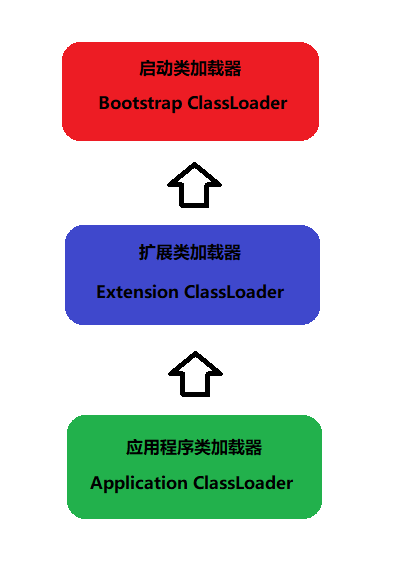 启动类加载器
Bootstrap ClassLoader
扩展类加载器
Extension ClassLoader
应用程序类加载器
Application ClassLoader